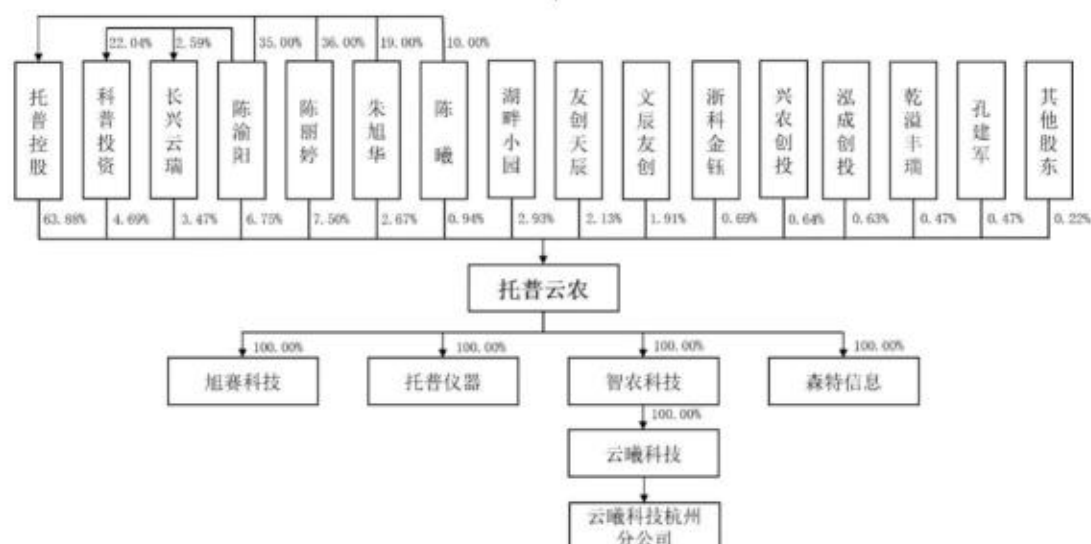 22.04% 2.59% 35.00% 36.00% 19.00% 10.00%
托普控股
科普投资
长兴云瑞
陈渝阳
陈丽婷
朱旭华
陈曦
湖畔小园
友创天辰
文辰友创
浙科金钰
兴农创投
泓成创投
乾溢丰瑞
孔建军
其他股东
63.88% 4.69% 3.47% 6.75% 7.50% 2.67% 0.94% 2.93% 2.13% 1.91% 0.69% 0.64% 0.63% 0.47% 0.47% 0.22%
托普云农
100.00% 100.00% 100.00% 100.00%
旭赛科技 托普仪器 智农科技 森特信息
100.00%
云曦科技
云曦科技杭州
分公司